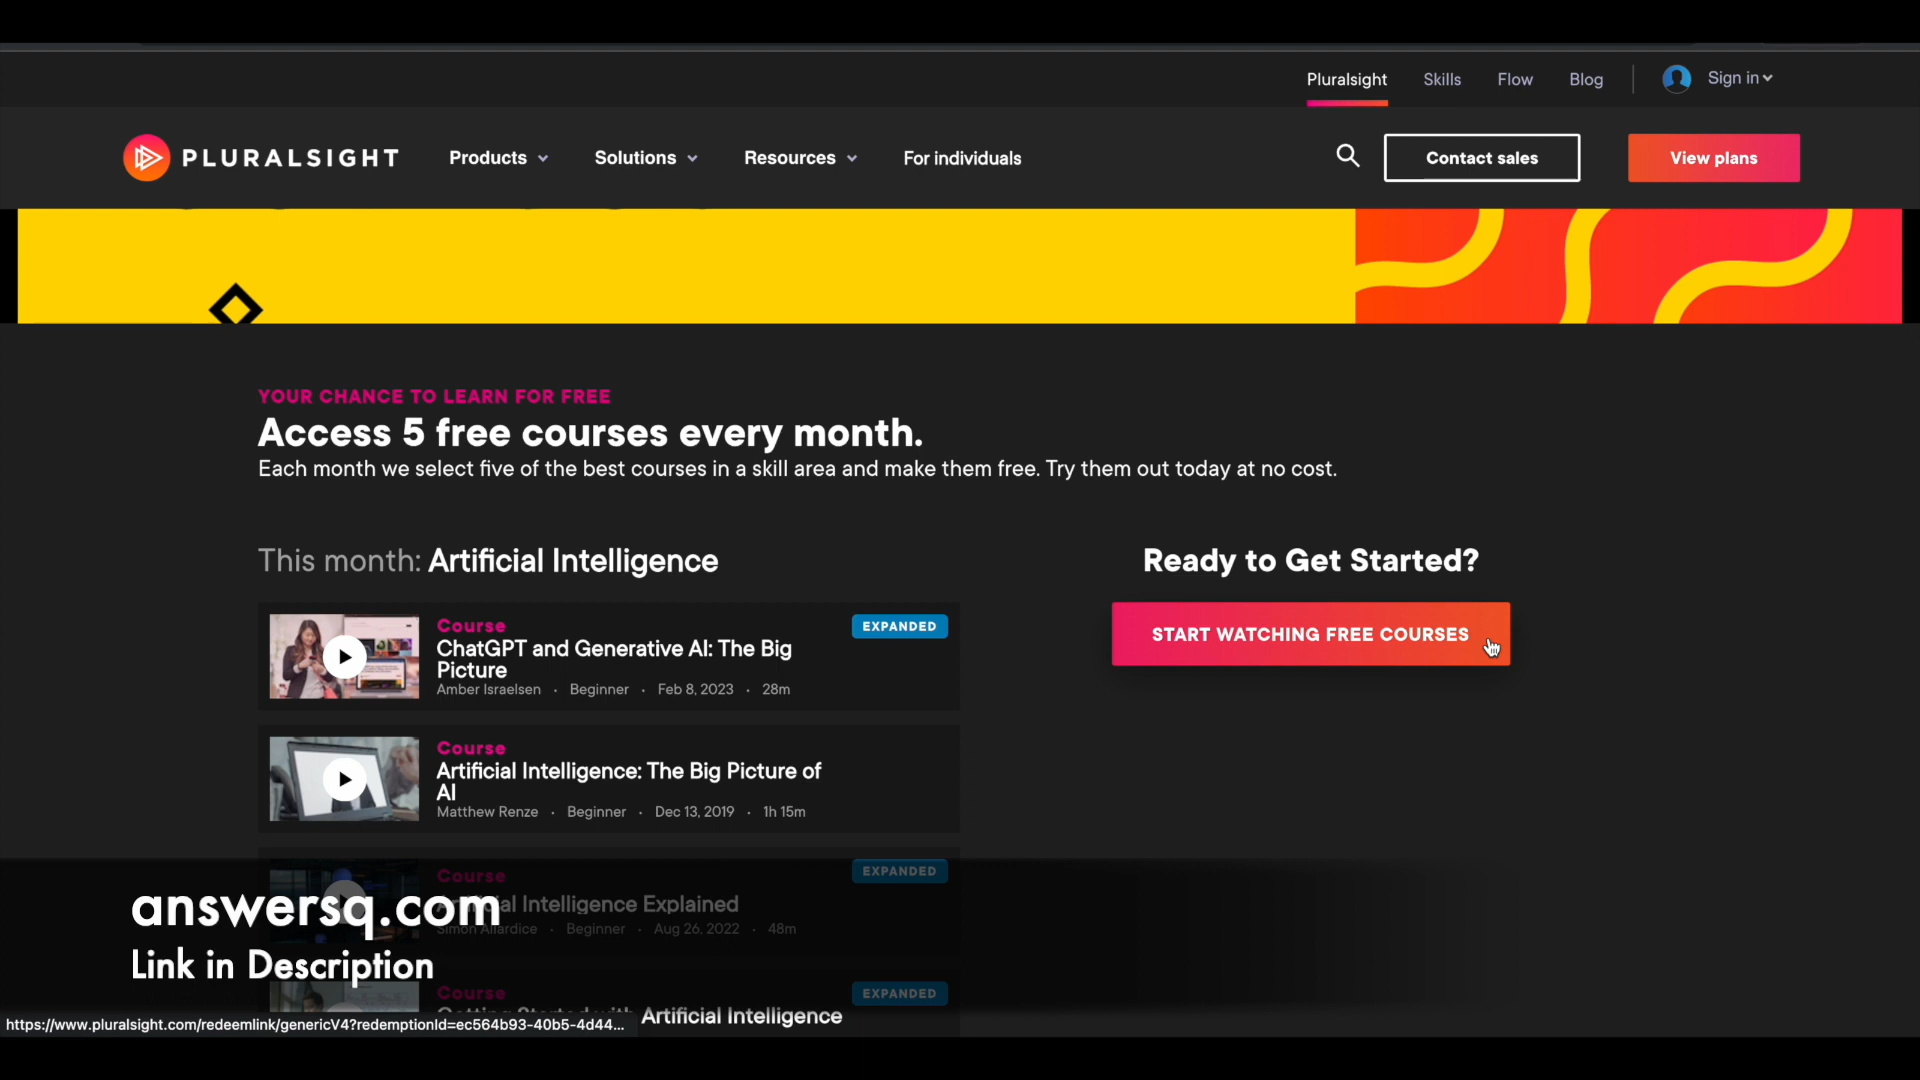 Pluralsight Skills Flow Blog Sign in
PLURALSIGHT Products Solutions Resources For individuals Contact sales View plans
YOUR CHANCE TO LEARN FOR FREE
Access 5 free courses every month.
Each month we select five of the best courses in a skill area and make them free. Try them out today at no cost.
This month: Artificial Intelligence
Ready to Get Started?
START WATCHING FREE COURSES
Course
EXPANDED
ChatGPT and Generative AI: The Big
Picture
Amber Israelsen · Beginner · Feb 8, 2023 · 28m
Course
Artificial Intelligence: The Big Picture of
AI
Matthew Renze · Beginner · Dec 13, 2019 · 1h 15m
Course
EXPANDED
Artificial Intelligence Explained
Simon Allardice · Beginner · Aug 26, 2022 · 48m
answersq.com
Link in Description
Course
EXPANDED
Getting Started with Artificial Intelligence
https://www.pluralsight.com/redeemlink/genericV4?redemptionId=ec564b93-40b5-4d44...